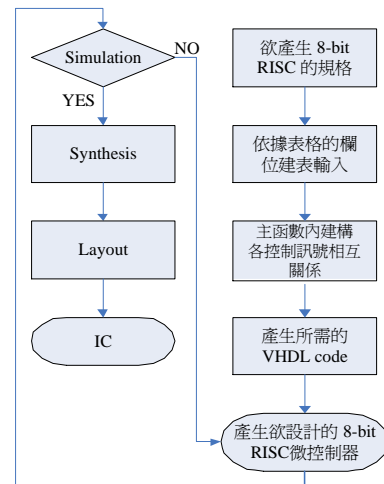 Simulation
NO
YES
Synthesis
Layout
IC
欲產生 8-bit
RISC 的規格
依據表格的欄
位建表輸入
主函數內建構
各控制訊號相互
關係
產生所需的
VHDL code
產生欲設計的 8-bit
RISC微控制器